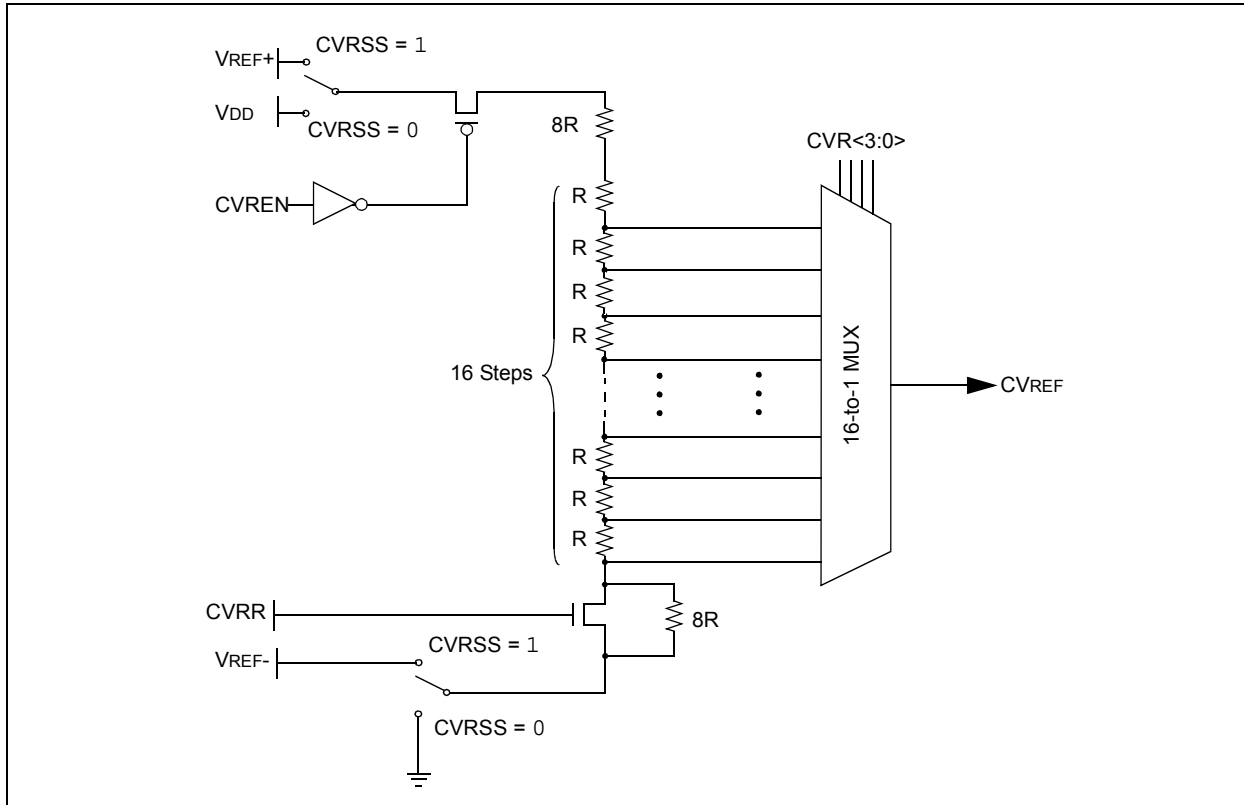 CVRSS = 1
VREF+
VDD
CVRSS = 0
8R
CVR<3:0>
CVREN
R
R
R
R
16 Steps
16-to-1 MUX
CVREF
R
R
R
CVRR
8R
CVRSS = 1
VREF-
CVRSS = 0